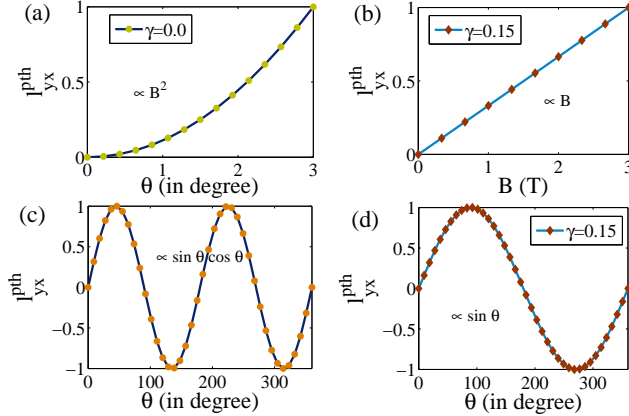 (a)
γ=0.0
∝ B²
l^pth_yx
1
0.5
0
0 1 2 3
θ (in degree)
(b)
γ=0.15
∝ B
l^pth_yx
1
0.5
0
0 1 2 3
B (T)
(c)
∝ sin θ cos θ
l^pth_yx
1
0.5
0
−0.5
−1
0 100 200 300
θ (in degree)
(d)
γ=0.15
∝ sin θ
l^pth_yx
1
0.5
0
−0.5
−1
0 100 200 300
θ (in degree)